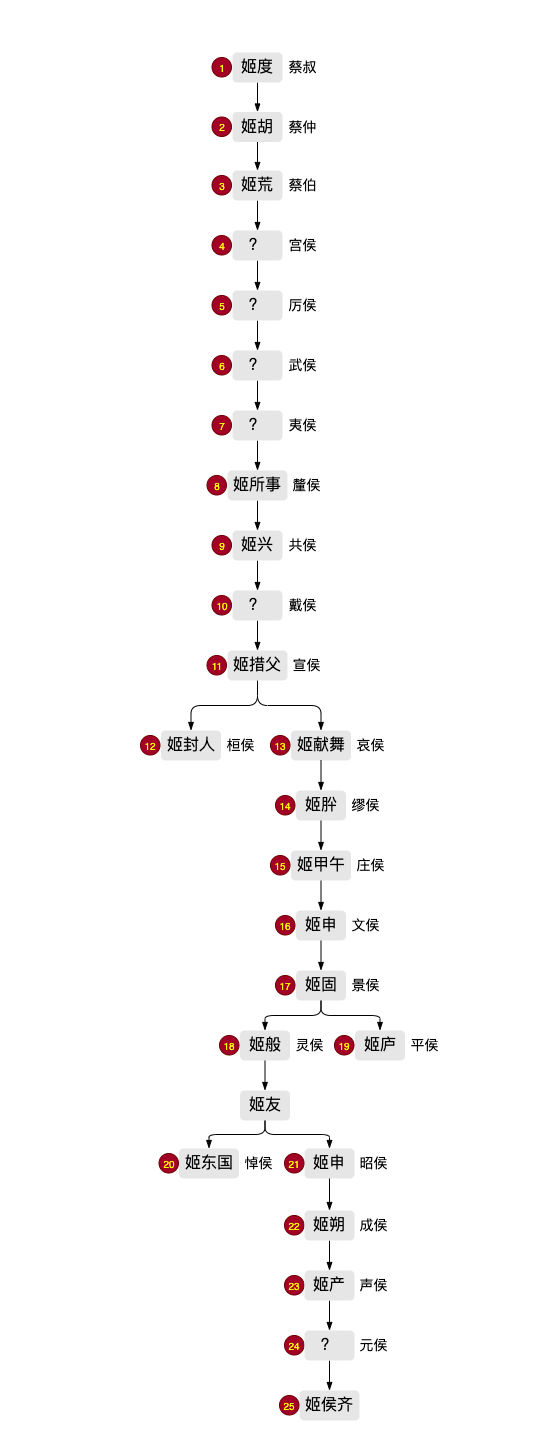 1 姬度 蔡叔
2 姬胡 蔡仲
3 姬荒 蔡伯
4 ? 宫侯
5 ? 厉侯
6 ? 武侯
7 ? 夷侯
8 姬所事 釐侯
9 姬兴 共侯
10 ? 戴侯
11 姬措父 宣侯
12 姬封人 桓侯 13 姬献舞 哀侯
14 姬肸 缪侯
15 姬甲午 庄侯
16 姬申 文侯
17 姬固 景侯
18 姬般 灵侯 19 姬庐 平侯
姬友
20 姬东国 悼侯 21 姬申 昭侯
22 姬朔 成侯
23 姬产 声侯
24 ? 元侯
25 姬侯齐